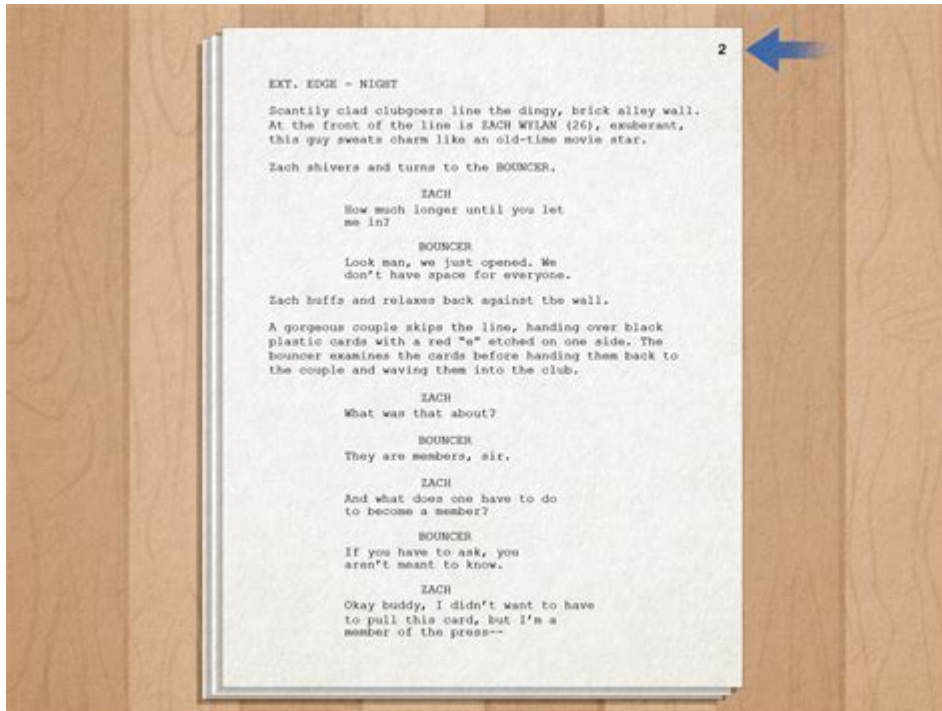 2
EXT. EDGE - NIGHT
Scantily clad clubgoers line the dingy, brick alley wall.
At the front of the line is ZACH WYLAN (26), exuberant,
this guy sweats charm like an old-time movie star.
Zach shivers and turns to the BOUNCER.
ZACH
How much longer until you let
me in?
BOUNCER
Look man, we just opened. We
don't have space for everyone.
Zach huffs and relaxes back against the wall.
A gorgeous couple skips the line, handing over black
plastic cards with a red "e" etched on one side. The
bouncer examines the cards before handing them back to
the couple and waving them into the club.
ZACH
What was that about?
BOUNCER
They are members, sir.
ZACH
And what does one have to do
to become a member?
BOUNCER
If you have to ask, you
aren't meant to know.
ZACH
Okay buddy, I didn't want to have
to pull this card, but I'm a
member of the press--